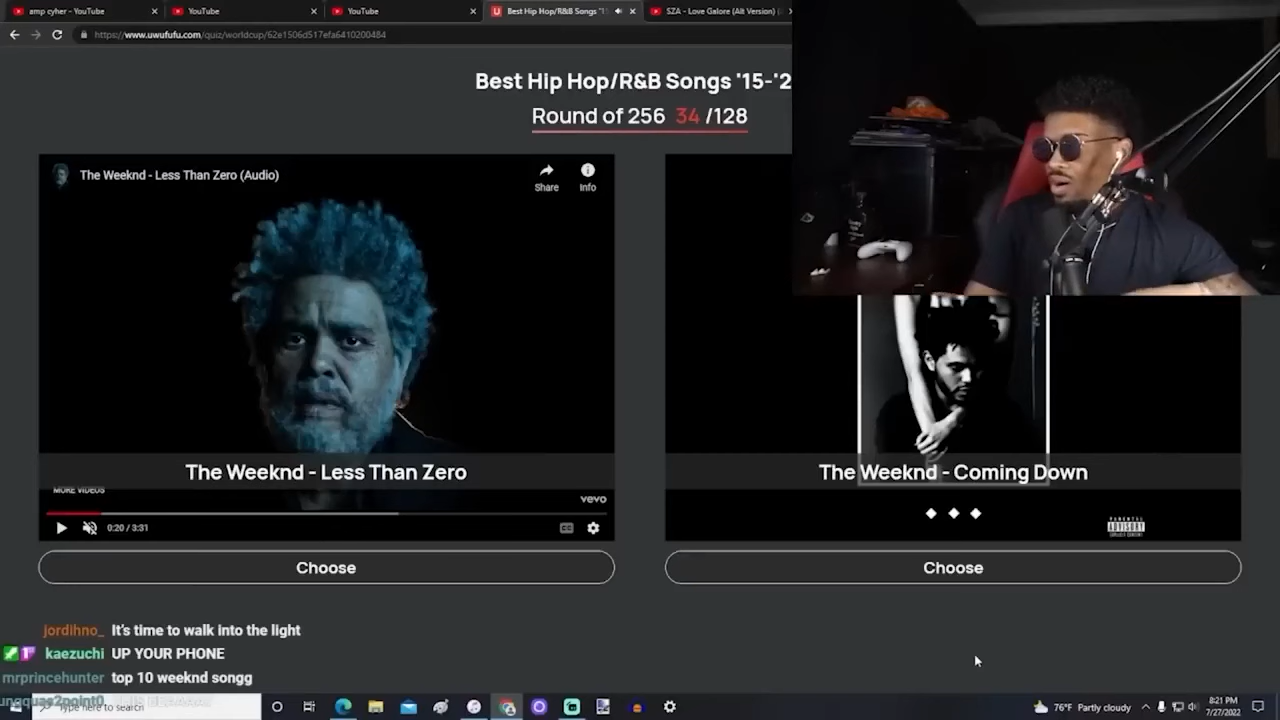 amp cyher - YouTube
YouTube
YouTube
Best Hip Hop/R&B Songs '15
SZA - Love Galore (Alt Version) (
https://www.uwufufu.com/quiz/worldcup/62e1506d517efa6410200484
Best Hip Hop/R&B Songs '15-'2
Round of 256 34 /128
The Weeknd - Less Than Zero (Audio)
Share
Info
The Weeknd - Less Than Zero
MORE VIDEOS
vevo
0:20 / 3:31
The Weeknd - Coming Down
PARENTAL
ADVISORY
Choose
Choose
jordihno_ It's time to walk into the light
kaezuchi UP YOUR PHONE
mrprincehunter top 10 weeknd songg
Type here to search
76°F Partly cloudy
8:21 PM
7/27/2022